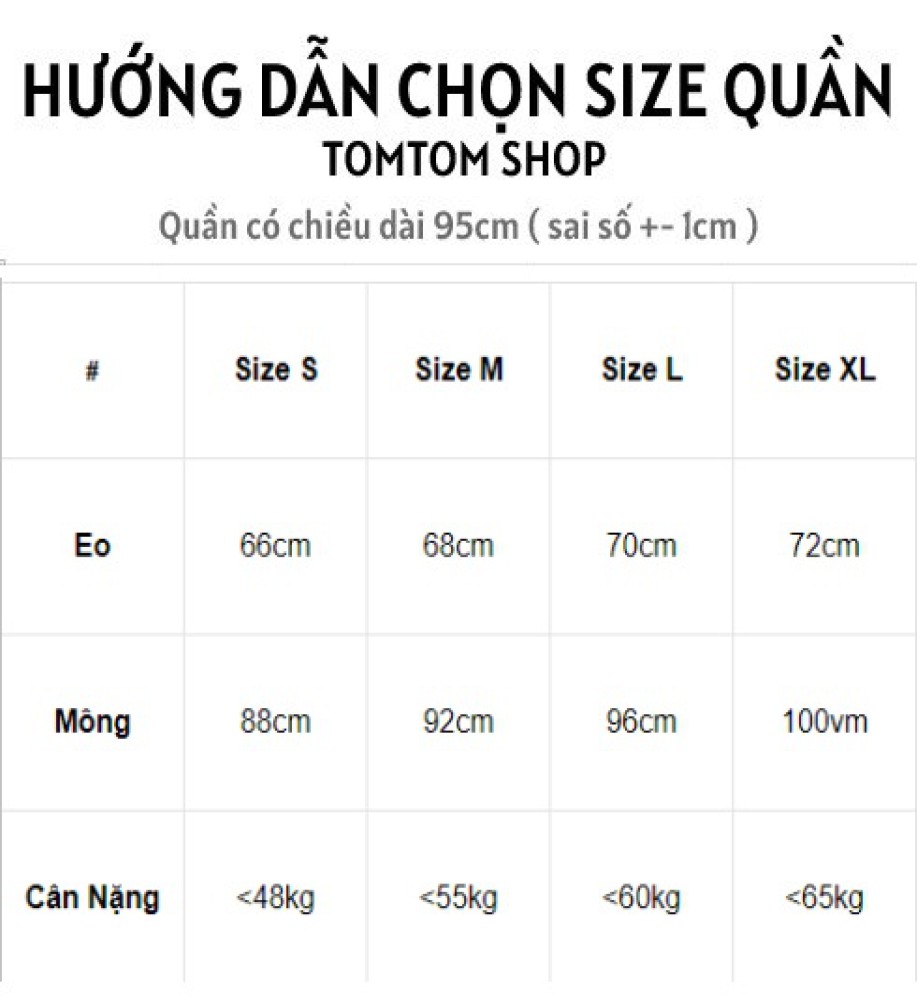 HƯỚNG DẪN CHỌN SIZE QUẦN
TOMTOM SHOP
Quần có chiều dài 95cm ( sai số +- 1cm )
# Size S Size M Size L Size XL
Eo 66cm 68cm 70cm 72cm
Mông 88cm 92cm 96cm 100vm
Cân Nặng <48kg <55kg <60kg <65kg